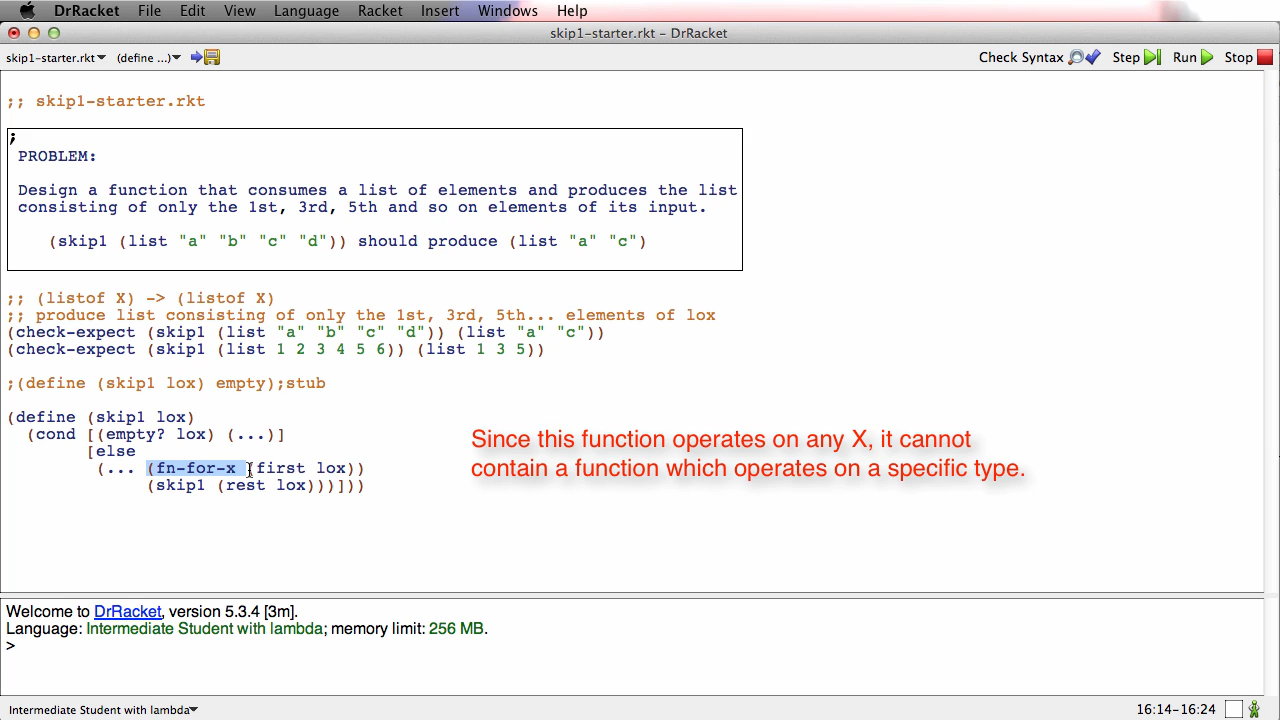 DrRacket File Edit View Language Racket Insert Windows Help
skip1-starter.rkt – DrRacket
skip1-starter.rkt (define ...) Check Syntax Step Run Stop
;; skip1-starter.rkt
;
PROBLEM:
Design a function that consumes a list of elements and produces the list
consisting of only the 1st, 3rd, 5th and so on elements of its input.
(skip1 (list "a" "b" "c" "d")) should produce (list "a" "c")
;; (listof X) -> (listof X)
;; produce list consisting of only the 1st, 3rd, 5th... elements of lox
(check-expect (skip1 (list "a" "b" "c" "d")) (list "a" "c"))
(check-expect (skip1 (list 1 2 3 4 5 6)) (list 1 3 5))
;(define (skip1 lox) empty);stub
(define (skip1 lox)
(cond [(empty? lox) (...)]
[else
(... (fn-for-x (first lox))
(skip1 (rest lox)))]))
Since this function operates on any X, it cannot
contain a function which operates on a specific type.
Welcome to DrRacket, version 5.3.4 [3m].
Language: Intermediate Student with lambda; memory limit: 256 MB.
>
Intermediate Student with lambda 16:14-16:24